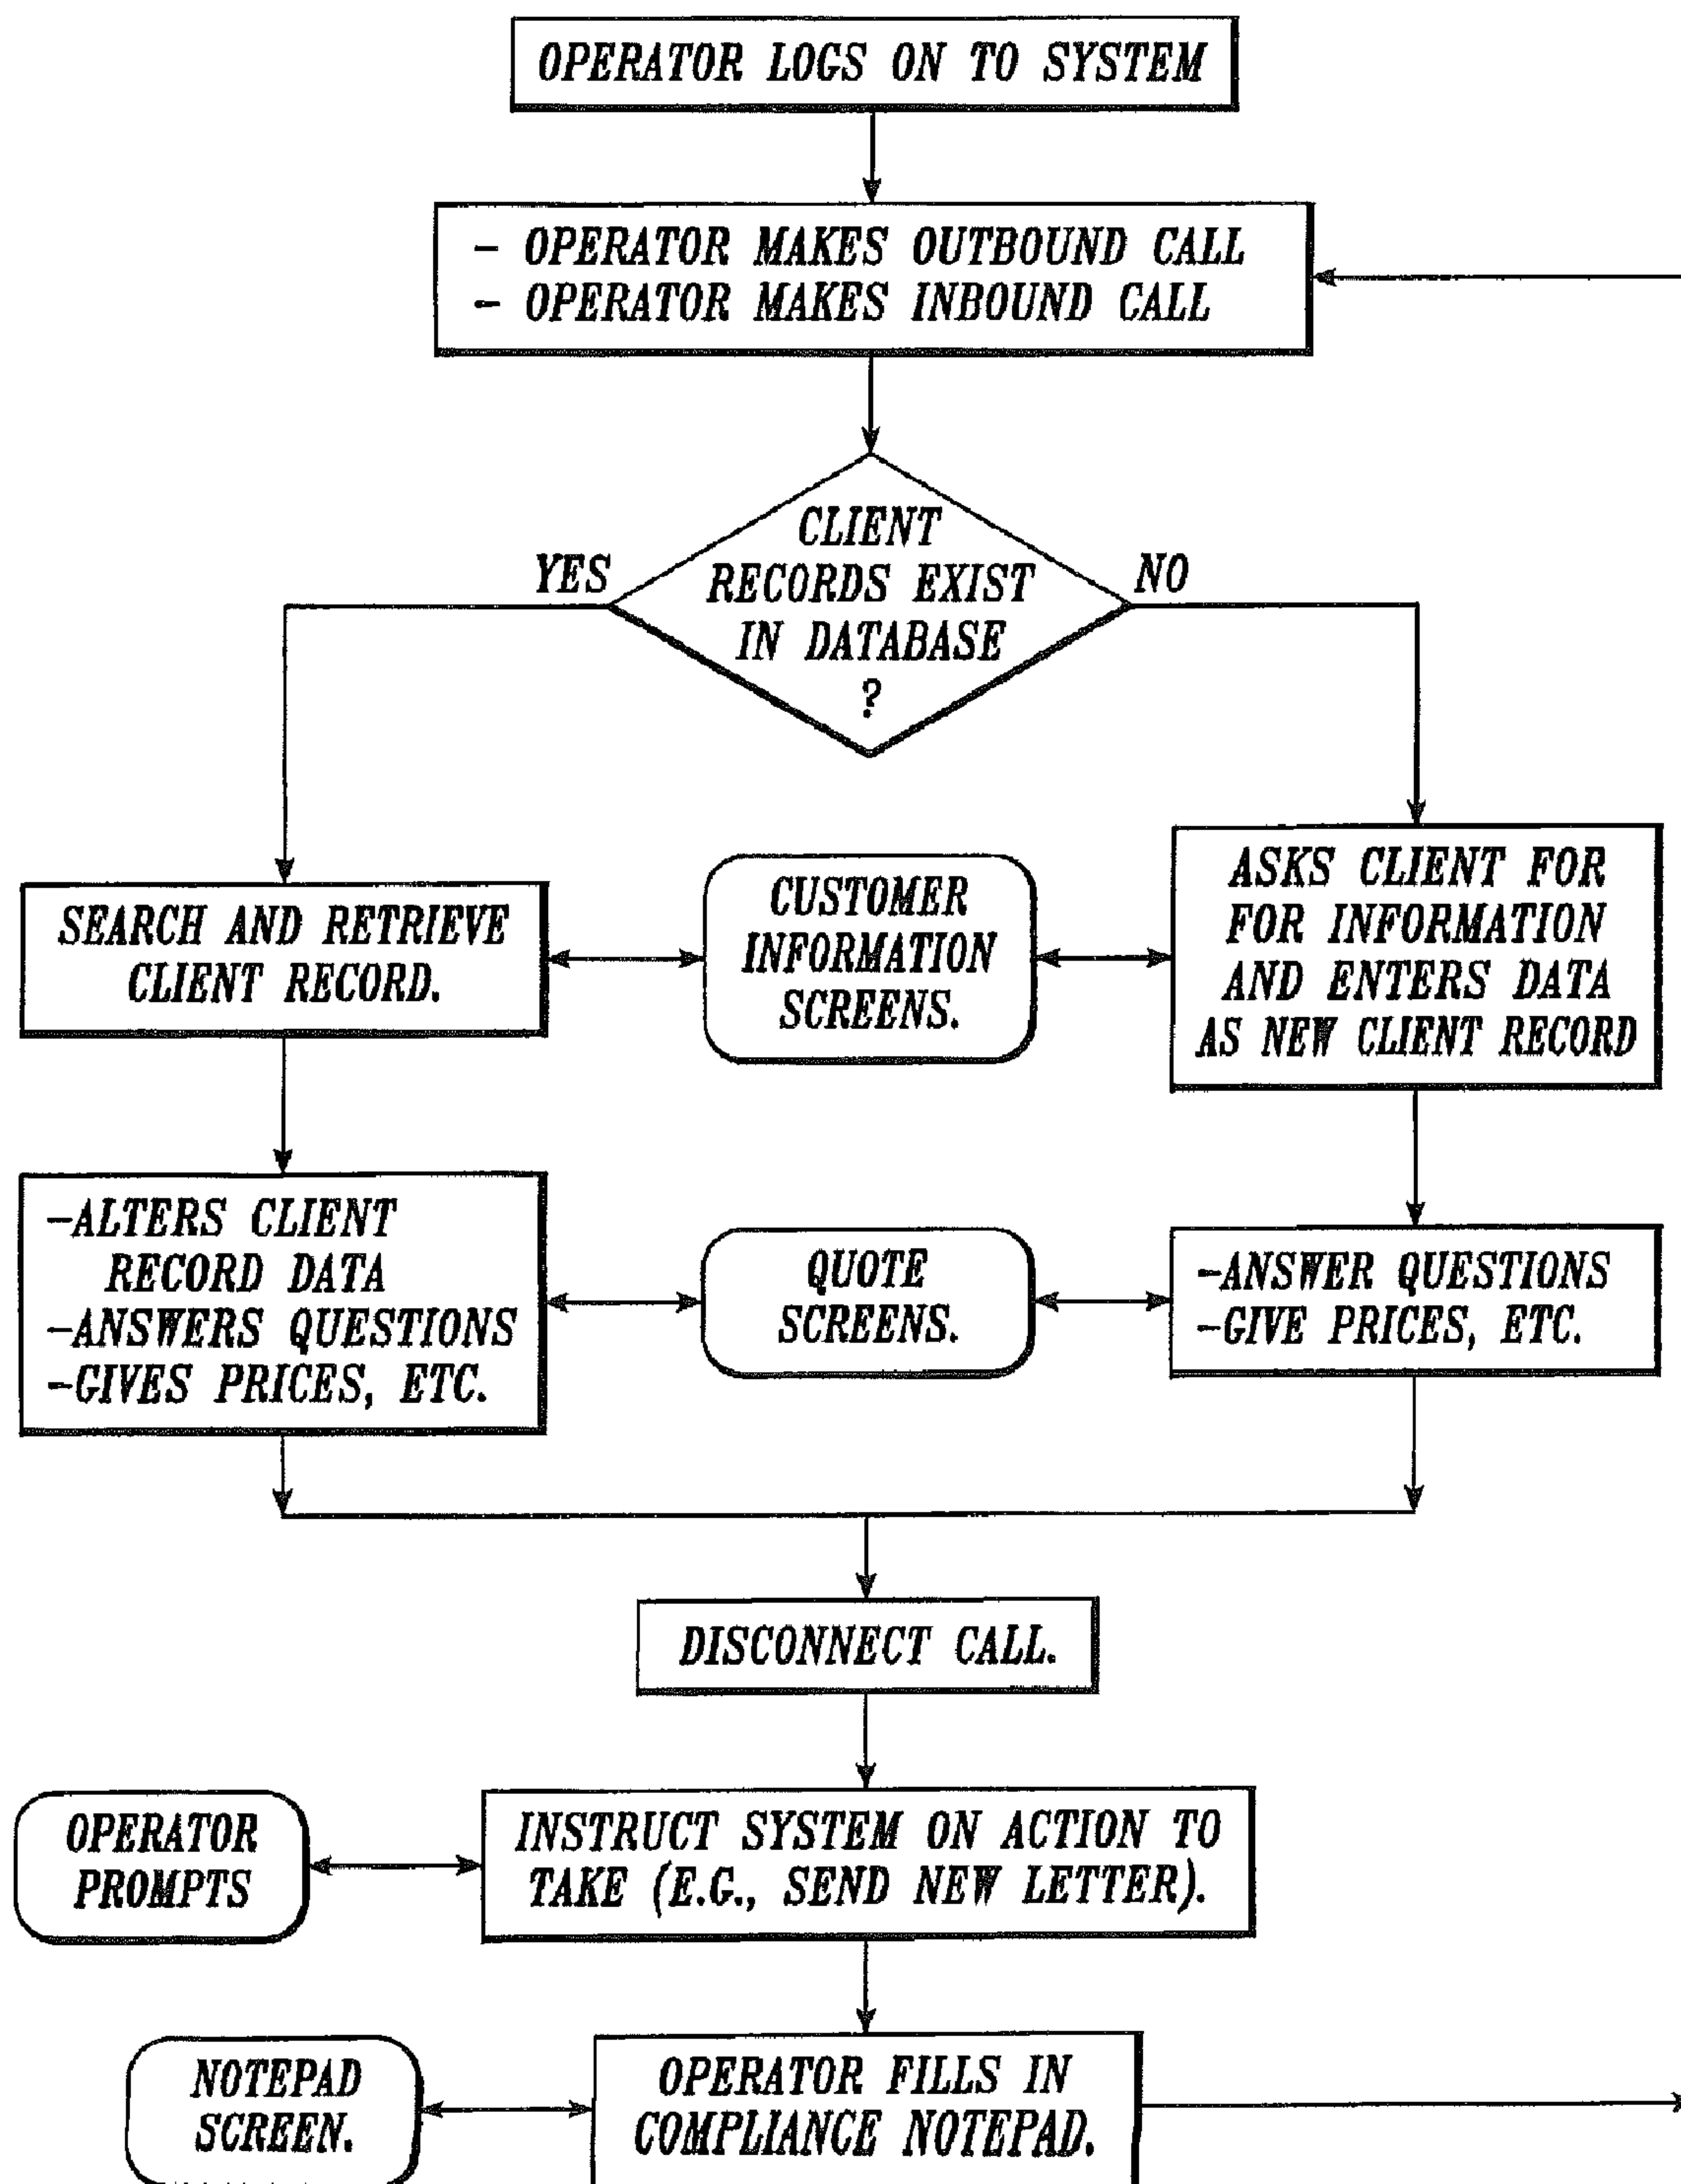 OPERATOR LOGS ON TO SYSTEM
- OPERATOR MAKES OUTBOUND CALL
- OPERATOR MAKES INBOUND CALL
CLIENT
RECORDS EXIST
IN DATABASE
?
YES
NO
SEARCH AND RETRIEVE
CLIENT RECORD.
CUSTOMER
INFORMATION
SCREENS.
ASKS CLIENT FOR
FOR INFORMATION
AND ENTERS DATA
AS NEW CLIENT RECORD
-ALTERS CLIENT
RECORD DATA
-ANSWERS QUESTIONS
-GIVES PRICES, ETC.
QUOTE
SCREENS.
-ANSWER QUESTIONS
-GIVE PRICES, ETC.
DISCONNECT CALL.
OPERATOR
PROMPTS
INSTRUCT SYSTEM ON ACTION TO
TAKE (E.G., SEND NEW LETTER).
NOTEPAD
SCREEN.
OPERATOR FILLS IN
COMPLIANCE NOTEPAD.